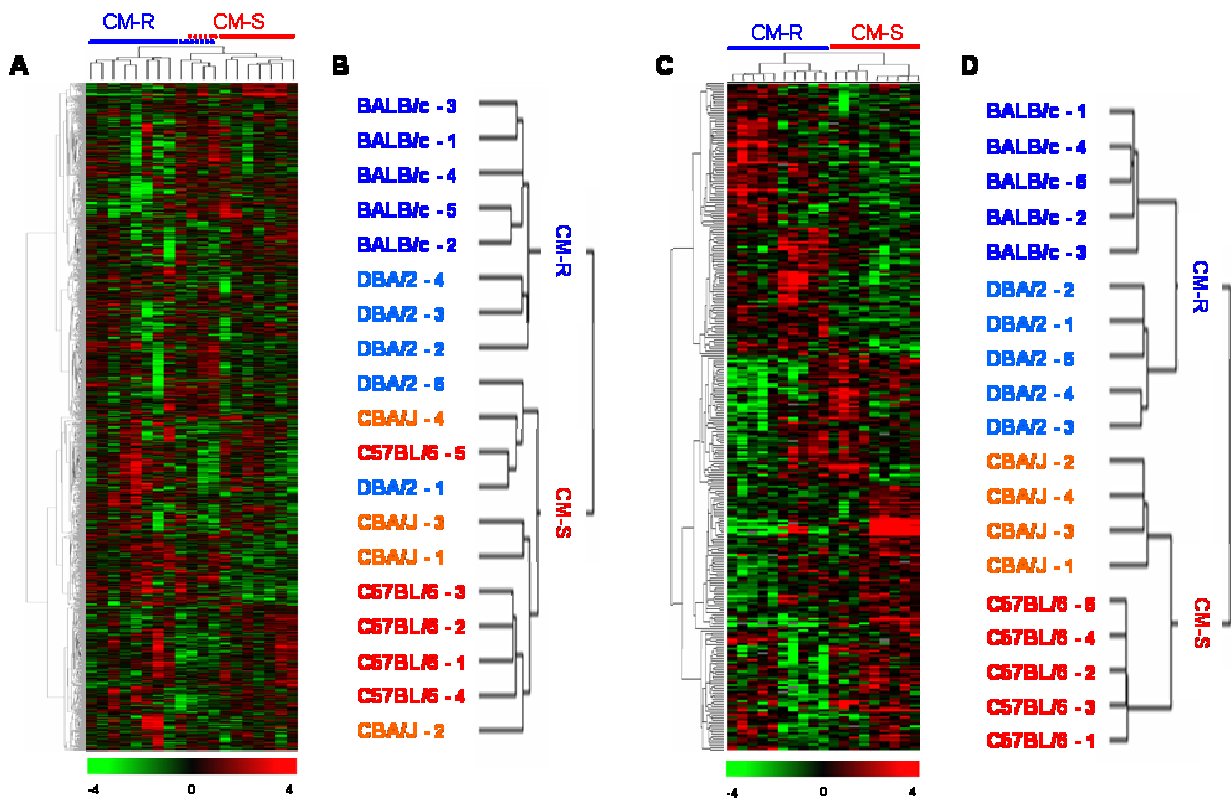 CM-R CM-S
A
B
BALB/c - 3
BALB/c - 1
BALB/c - 4
BALB/c - 5
BALB/c - 2
DBA/2 - 4
DBA/2 - 3
DBA/2 - 2
DBA/2 - 5
CBA/J - 4
C57BL/6 - 5
DBA/2 - 1
CBA/J - 3
CBA/J - 1
C57BL/6 - 3
C57BL/6 - 2
C57BL/6 - 1
C57BL/6 - 4
CBA/J - 2
CM-R
CM-S
-4 0 4
CM-R CM-S
C
D
BALB/c - 1
BALB/c - 4
BALB/c - 5
BALB/c - 2
BALB/c - 3
DBA/2 - 2
DBA/2 - 1
DBA/2 - 5
DBA/2 - 4
DBA/2 - 3
CBA/J - 2
CBA/J - 4
CBA/J - 3
CBA/J - 1
C57BL/6 - 5
C57BL/6 - 4
C57BL/6 - 2
C57BL/6 - 3
C57BL/6 - 1
CM-R
CM-S
-4 0 4